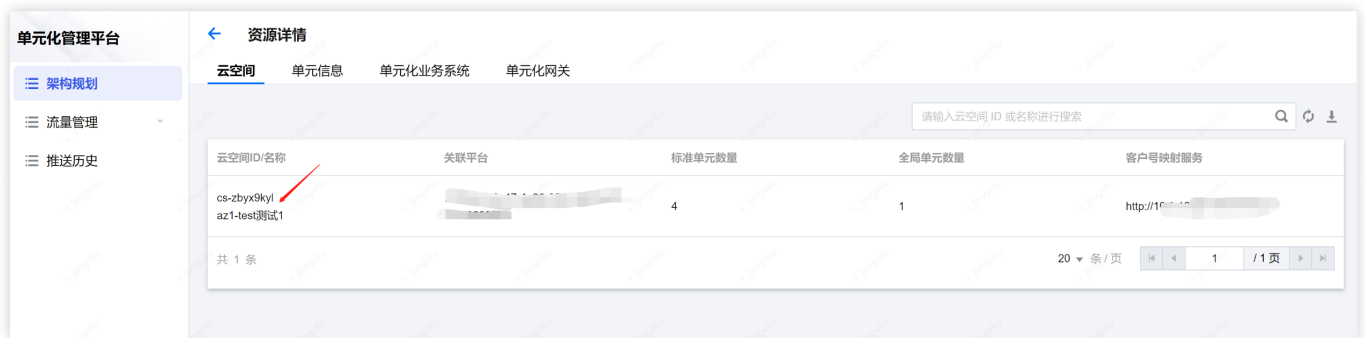 单元化管理平台
架构规划
流量管理
推送历史
资源详情
云空间 单元信息 单元化业务系统 单元化网关
请输入云空间 ID 或名称进行搜索
云空间ID/名称 关联平台 标准单元数量 全局单元数量 客户号映射服务
cs-zbyx9kyl
az1-test测试1
4 1 http://1
共 1 条 20 条 / 页 1 / 1 页